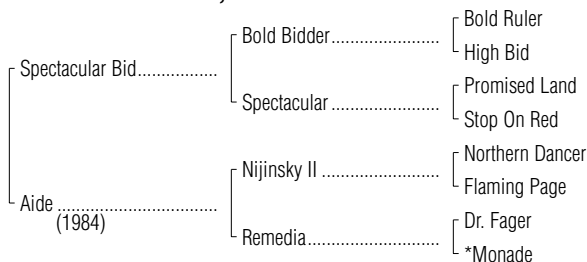 Bold Ruler
Bold Bidder
High Bid
Spectacular Bid
Promised Land
Spectacular
Stop On Red
Northern Dancer
Nijinsky II
Flaming Page
Aide
(1984)
Dr. Fager
Remedia
*Monade